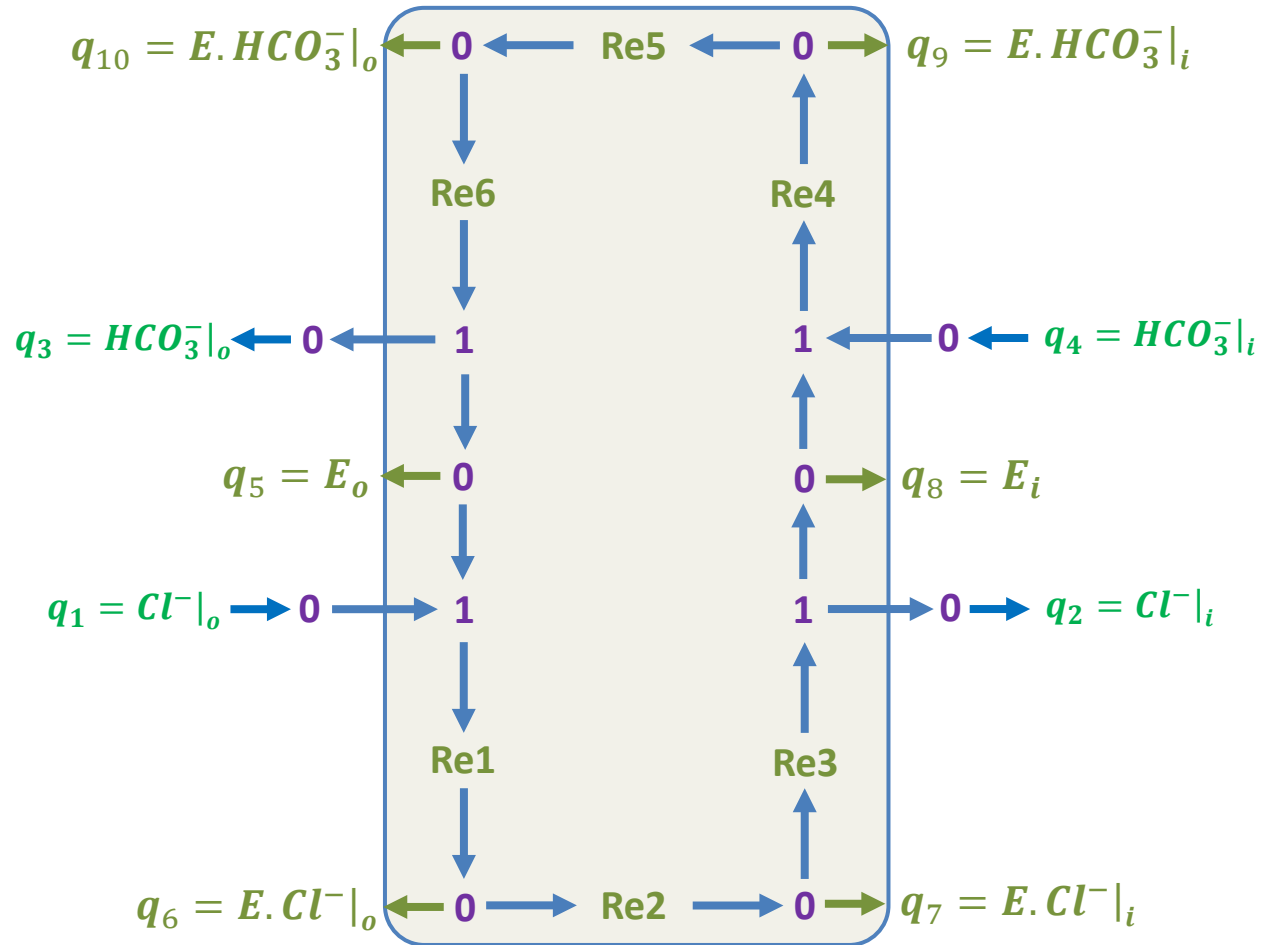 q₁₀ = E.HCO₃⁻|ₒ 0 Re5 0 q₉ = E.HCO₃⁻|ᵢ
Re6 Re4
q₃ = HCO₃⁻|ₒ 0 1 1 0 q₄ = HCO₃⁻|ᵢ
q₅ = Eₒ 0 0 q₈ = Eᵢ
q₁ = Cl⁻|ₒ 0 1 1 0 q₂ = Cl⁻|ᵢ
Re1 Re3
q₆ = E.Cl⁻|ₒ 0 Re2 0 q₇ = E.Cl⁻|ᵢ